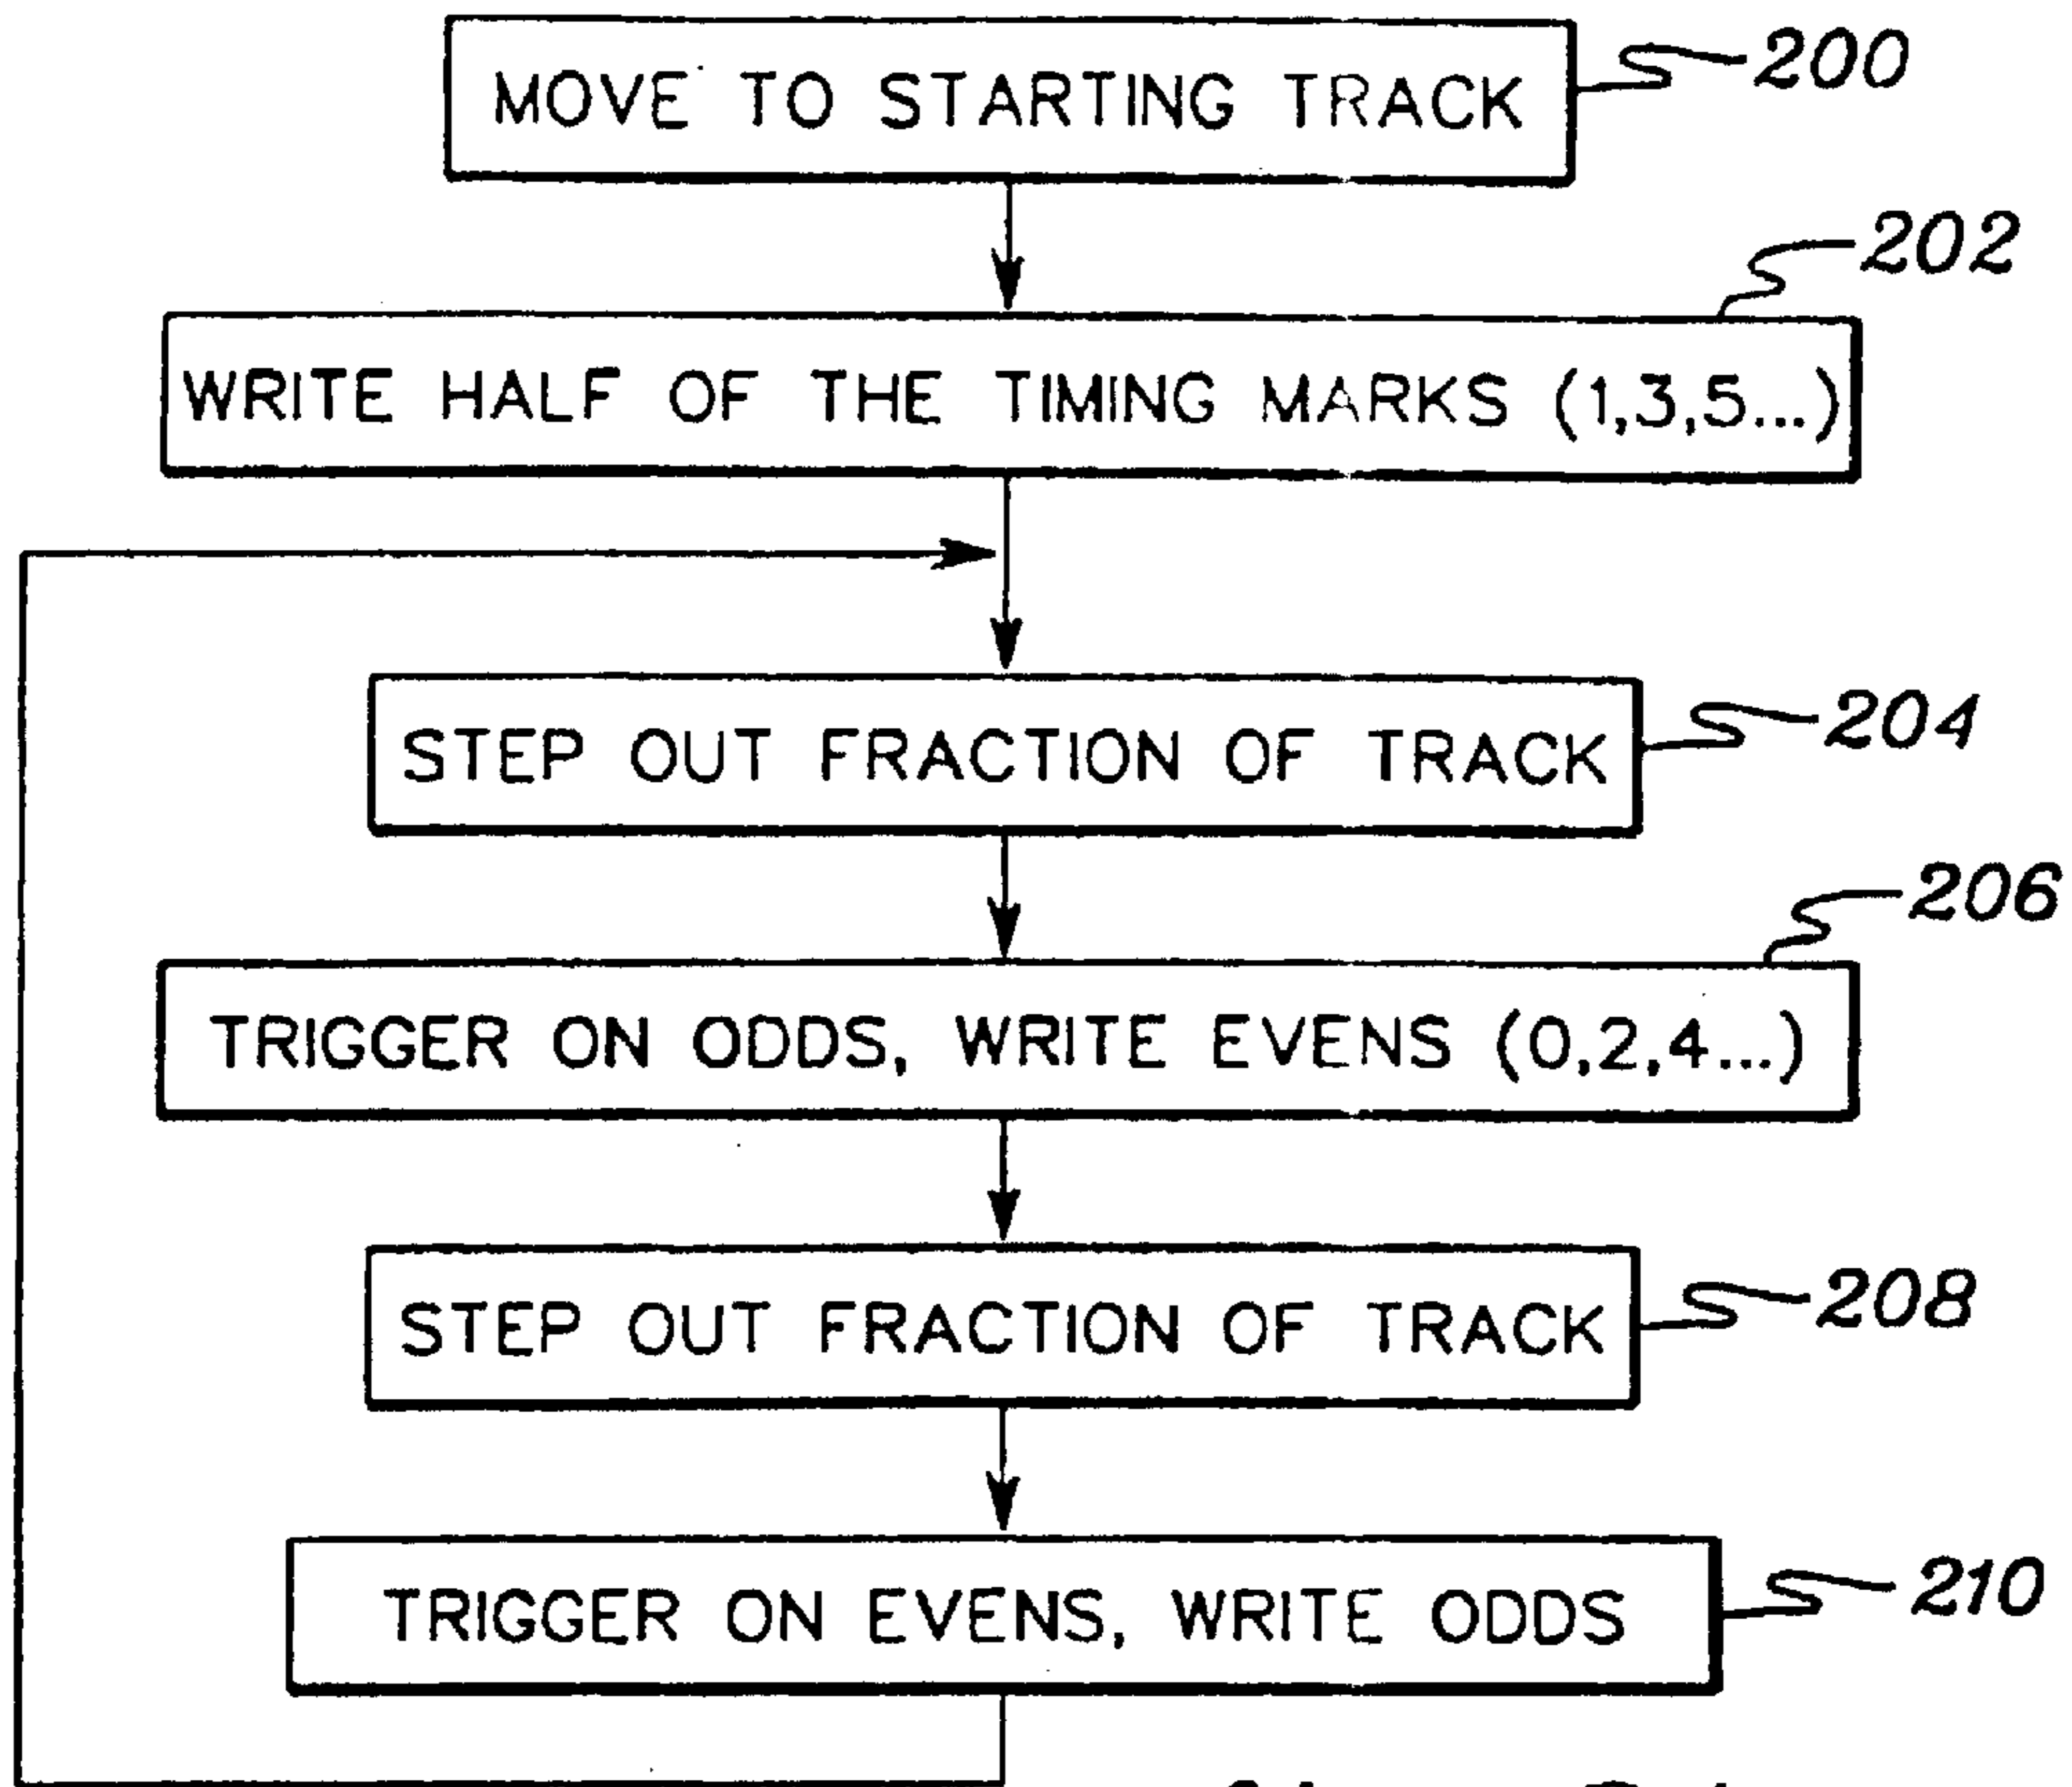 MOVE TO STARTING TRACK
200
202
WRITE HALF OF THE TIMING MARKS (1,3,5...)
STEP OUT FRACTION OF TRACK
204
206
TRIGGER ON ODDS, WRITE EVENS (0,2,4...)
STEP OUT FRACTION OF TRACK
208
TRIGGER ON EVENS, WRITE ODDS
210